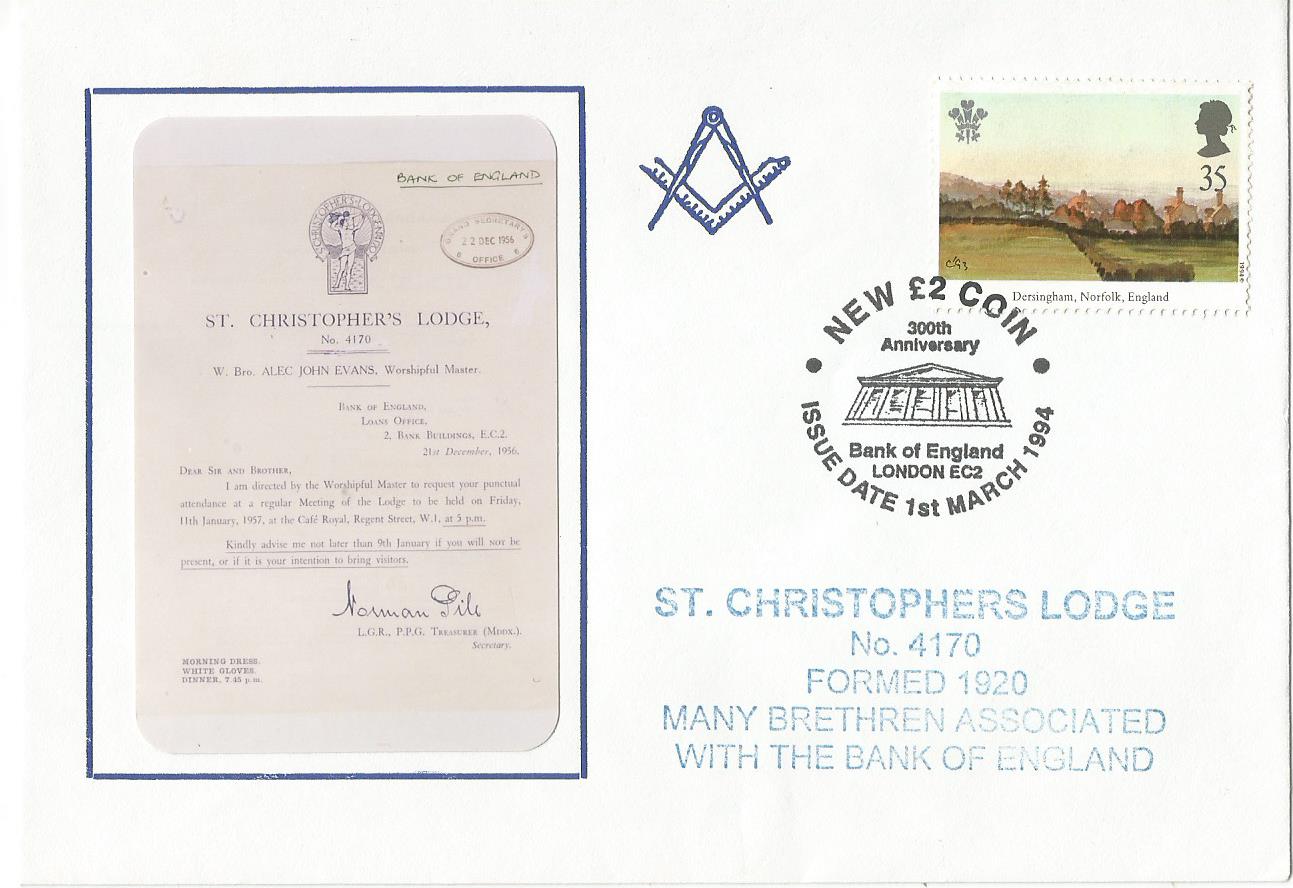 BANK OF ENGLAND
ST. CHRISTOPHER'S LODGE
GRAND SECRETARY'S
22 DEC 1956
6 OFFICE 6
ST. CHRISTOPHER'S LODGE,
No. 4170
W. Bro. ALEC JOHN EVANS, Worshipful Master.
BANK OF ENGLAND,
LOANS OFFICE,
2, BANK BUILDINGS, E.C.2.
21st December, 1956.
DEAR SIR AND BROTHER,
I am directed by the Worshipful Master to request your punctual
attendance at a regular Meeting of the Lodge to be held on Friday,
11th January, 1957, at the Café Royal, Regent Street, W.1, at 5 p.m.
Kindly advise me not later than 9th January if you will NOT be
present, or if it is your intention to bring visitors.
Norman Pile
L.G.R., P.P.G. TREASURER (MDDX.).
Secretary.
MORNING DRESS.
WHITE GLOVES.
DINNER, 7.45 p.m.
35
C'93
1994
Dersingham, Norfolk, England
NEW £2 COIN
300th
Anniversary
Bank of England
LONDON EC2
ISSUE DATE 1st MARCH 1994
ST. CHRISTOPHERS LODGE
No. 4170
FORMED 1920
MANY BRETHREN ASSOCIATED
WITH THE BANK OF ENGLAND